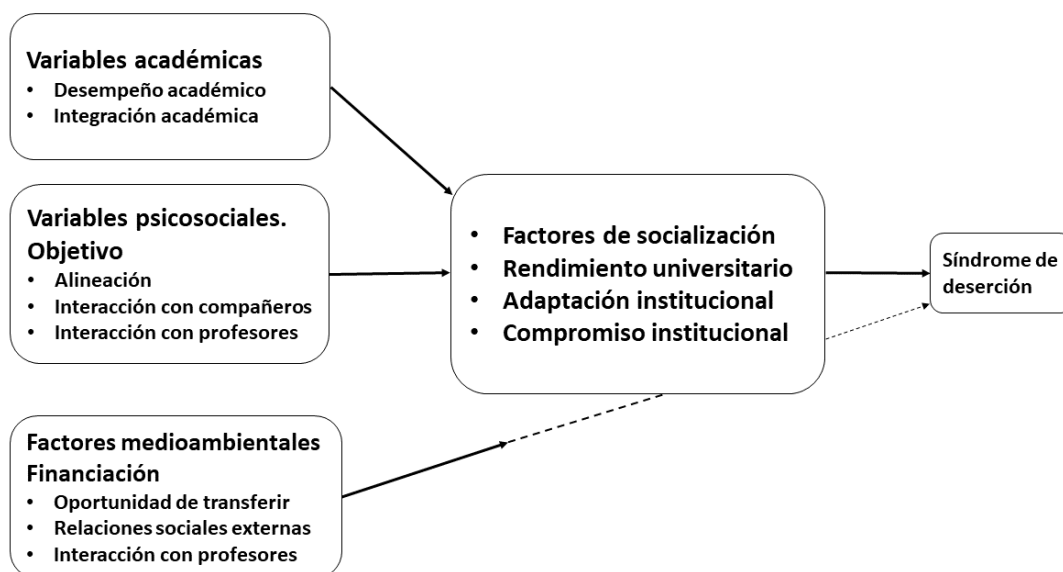 Variables académicas
• Desempeño académico
• Integración académica
Variables psicosociales.
Objetivo
• Alineación
• Interacción con compañeros
• Interacción con profesores
Factores medioambientales
Financiación
• Oportunidad de transferir
• Relaciones sociales externas
• Interacción con profesores
• Factores de socialización
• Rendimiento universitario
• Adaptación institucional
• Compromiso institucional
Síndrome de
deserción